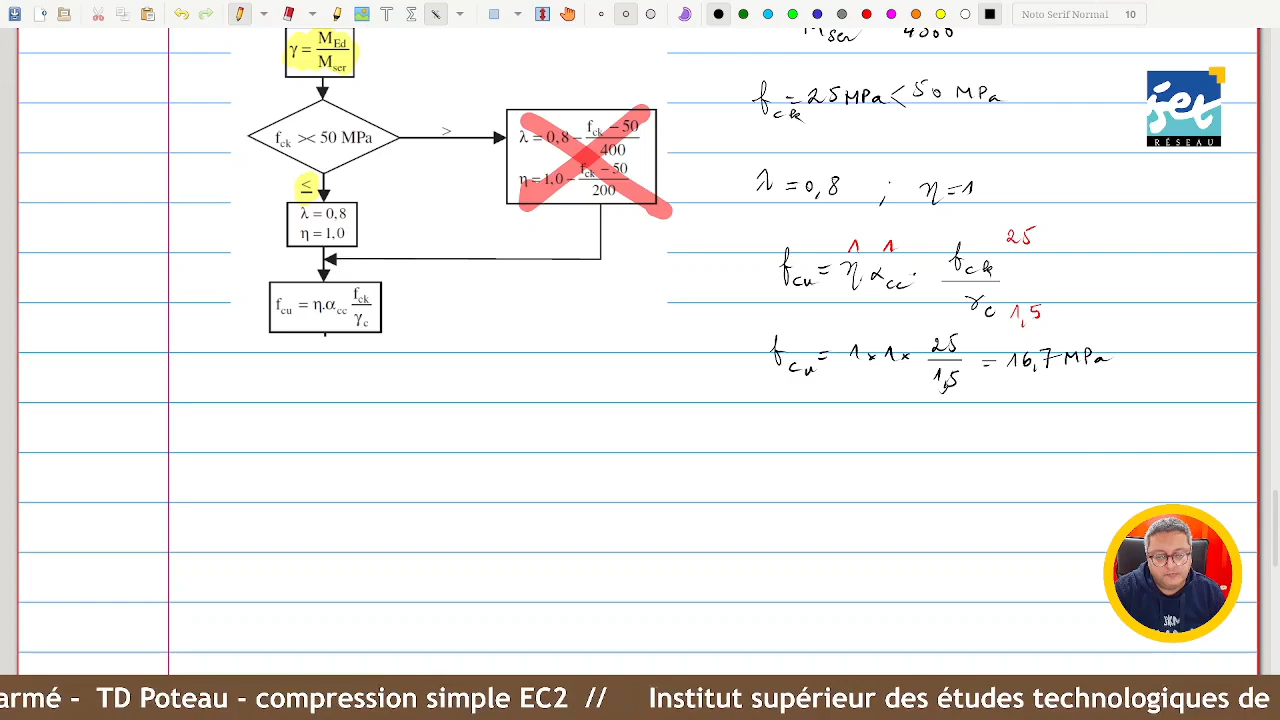 Noto Serif Normal 10
γ = M_Ed / M_ser
f_ck >< 50 MPa
>
λ = 0,8 − (f_ck − 50) / 400
η = 1,0 − (f_ck − 50) / 200
≤
λ = 0,8
η = 1,0
f_cu = η.α_cc f_ck / γ_c
M_ser 4000
f_ck = 25 MPa < 50 MPa
λ = 0,8 ; η = 1
1 1 25
f_cu = η . α_cc . f_ck / γ_c
1,5
f_cu = 1 × 1 × 25 / 1,5 = 16,7 MPa
iset
RÉSEAU
armé - TD Poteau - compression simple EC2 // Institut supérieur des études technologiques de